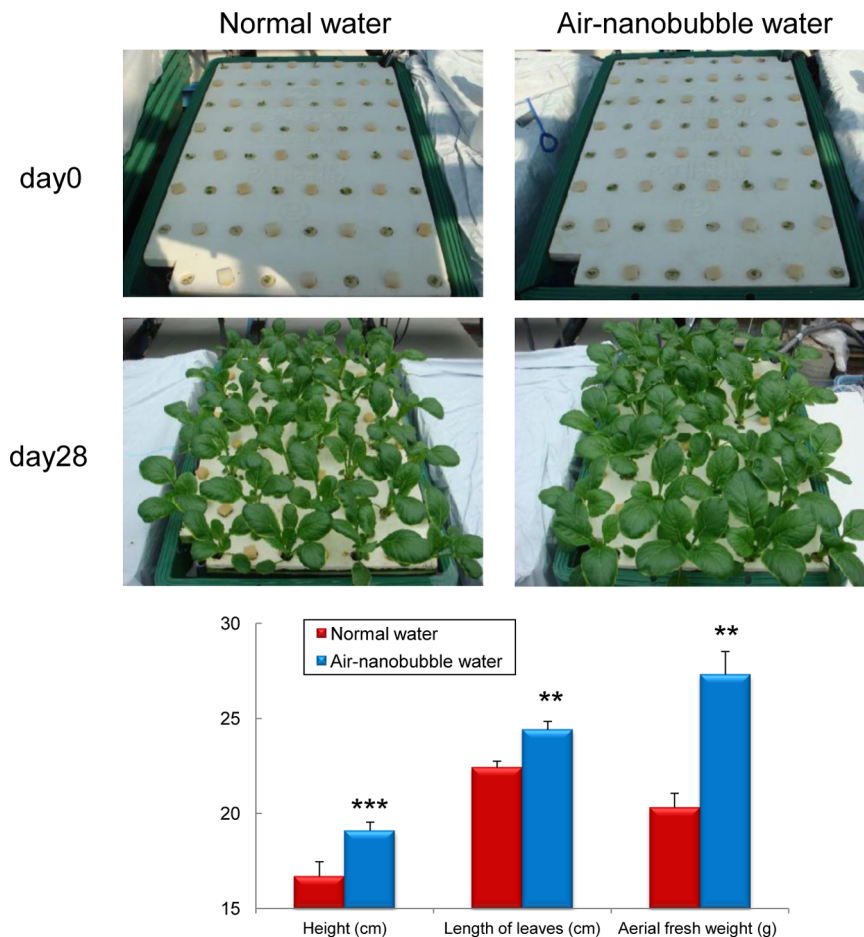 Normal water
Air-nanobubble water
day0
day28
30
25
20
15
Normal water
Air-nanobubble water
***
**
**
Height (cm)
Length of leaves (cm)
Aerial fresh weight (g)